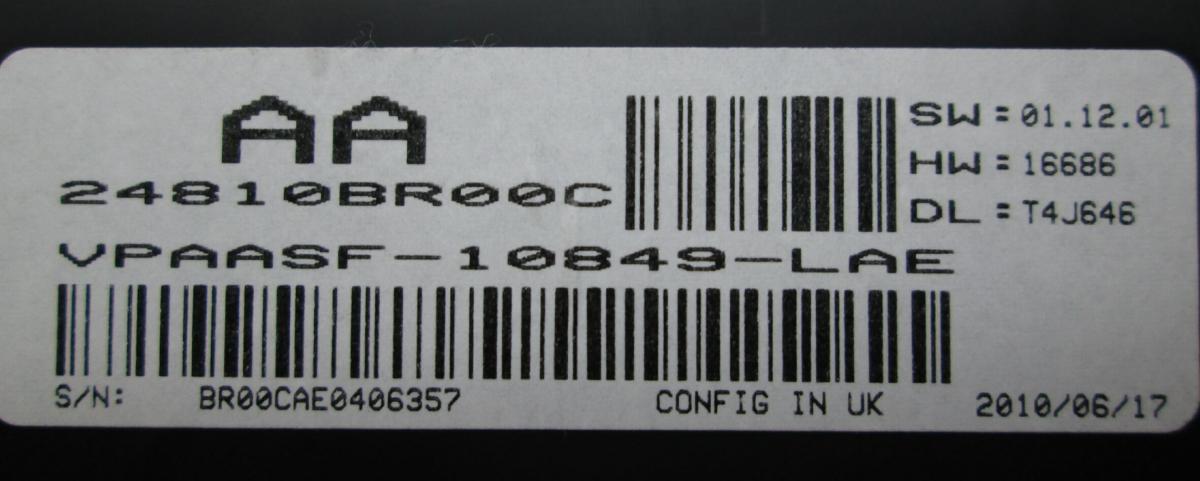 AA
24810BR00C
VPAASF-10849-LAE
SW = 01.12.01
HW = 16686
DL = T4J646
S/N: BR00CAE0406357 CONFIG IN UK 2010/06/17